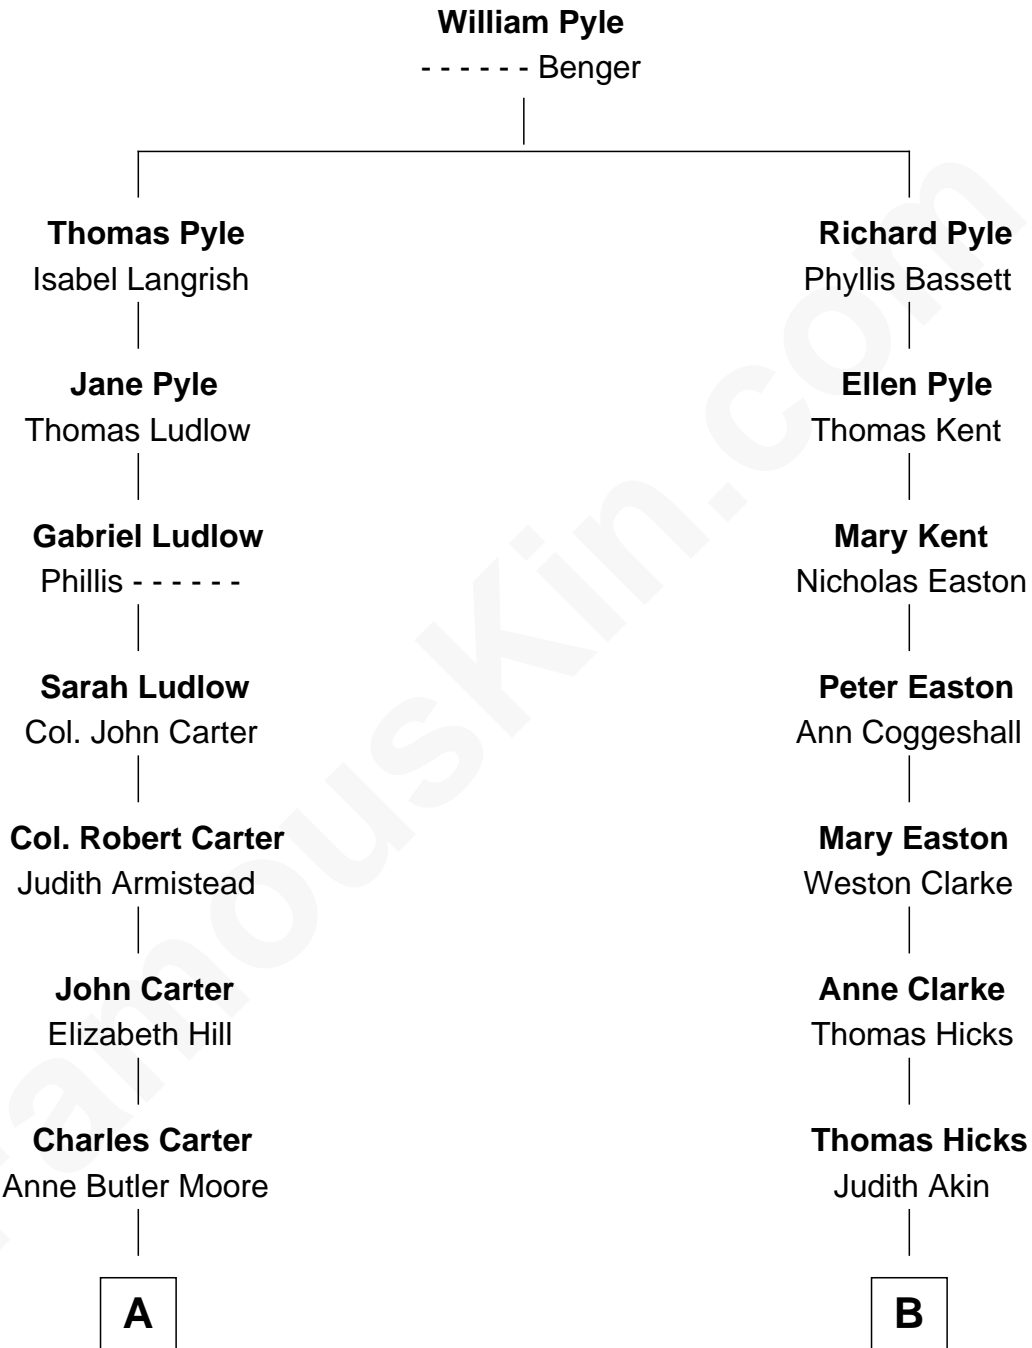 William Pyle
- - - - - - Benger
Thomas Pyle
Isabel Langrish
Richard Pyle
Phyllis Bassett
Jane Pyle
Thomas Ludlow
Ellen Pyle
Thomas Kent
Gabriel Ludlow
Phillis - - - - - -
Mary Kent
Nicholas Easton
Sarah Ludlow
Col. John Carter
Peter Easton
Ann Coggeshall
Col. Robert Carter
Judith Armistead
Mary Easton
Weston Clarke
John Carter
Elizabeth Hill
Anne Clarke
Thomas Hicks
Charles Carter
Anne Butler Moore
Thomas Hicks
Judith Akin
A
B
FamousKin.com